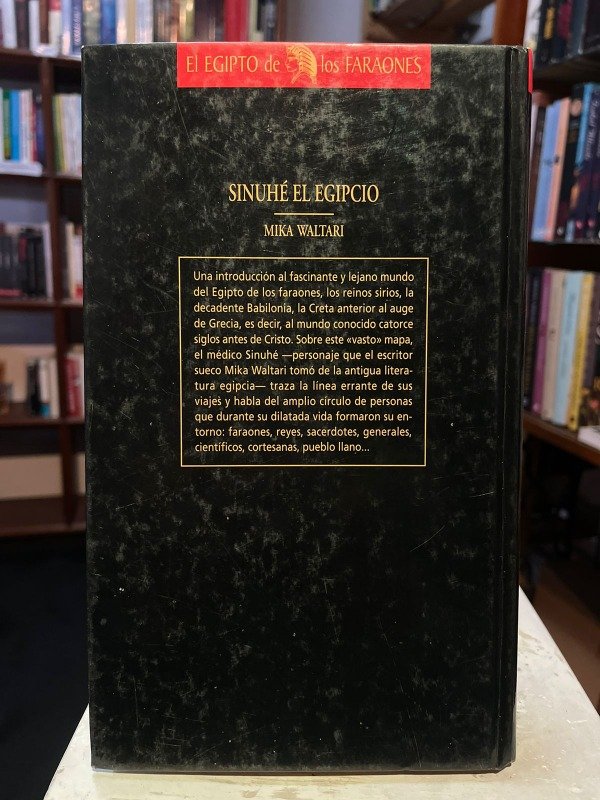 El EGIPTO de los FARAONES
SINUHÉ EL EGIPCIO
MIKA WALTARI
Una introducción al fascinante y lejano mundo
del Egipto de los faraones, los reinos sirios, la
decadente Babilonia, la Creta anterior al auge
de Grecia, es decir, al mundo conocido catorce
siglos antes de Cristo. Sobre este «vasto» mapa,
el médico Sinuhé —personaje que el escritor
sueco Mika Waltari tomó de la antigua litera-
tura egipcia— traza la línea errante de sus
viajes y habla del amplio círculo de personas
que durante su dilatada vida formaron su en-
torno: faraones, reyes, sacerdotes, generales,
científicos, cortesanas, pueblo llano...